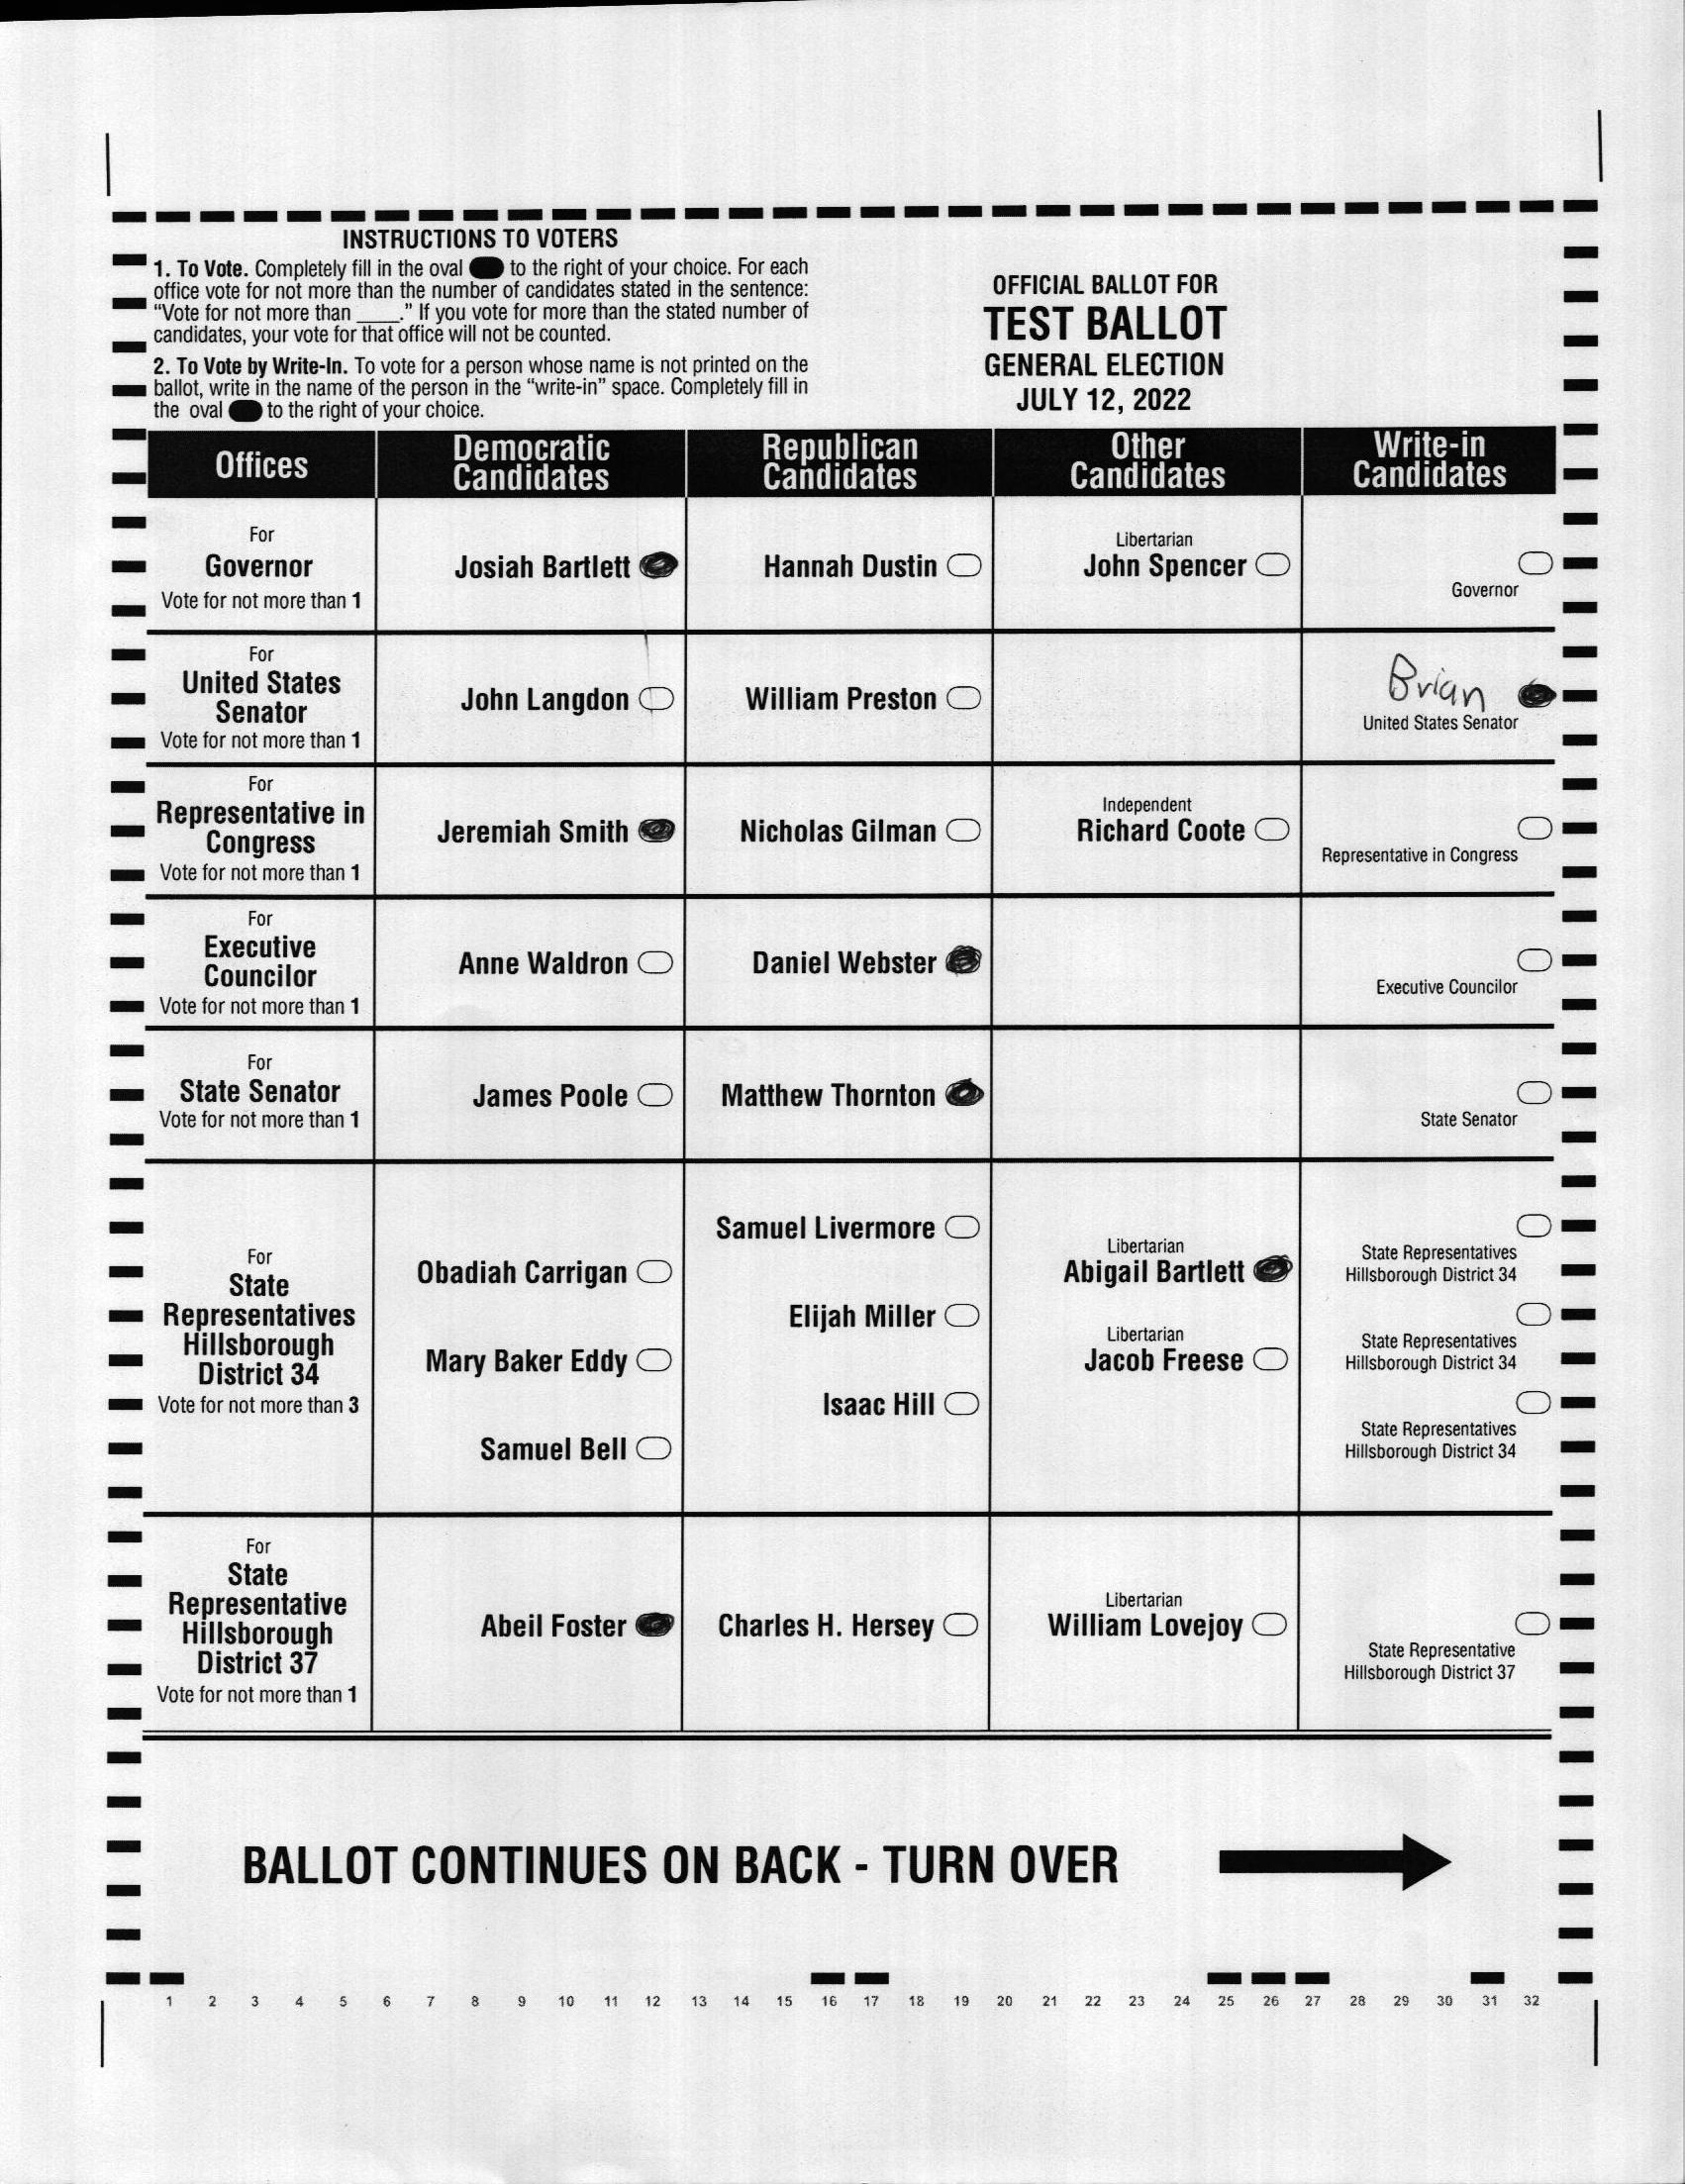 INSTRUCTIONS TO VOTERS
1. To Vote. Completely fill in the oval to the right of your choice. For each
office vote for not more than the number of candidates stated in the sentence:
“Vote for not more than ____.” If you vote for more than the stated number of
candidates, your vote for that office will not be counted.
2. To Vote by Write-In. To vote for a person whose name is not printed on the
ballot, write in the name of the person in the “write-in” space. Completely fill in
the oval to the right of your choice.
OFFICIAL BALLOT FOR
TEST BALLOT
GENERAL ELECTION
JULY 12, 2022
Offices
Democratic
Candidates
Republican
Candidates
Other
Candidates
Write-in
Candidates
For
Governor
Vote for not more than 1
Josiah Bartlett
Hannah Dustin
Libertarian
John Spencer
Governor
For
United States
Senator
Vote for not more than 1
John Langdon
William Preston
Brian
United States Senator
For
Representative in
Congress
Vote for not more than 1
Jeremiah Smith
Nicholas Gilman
Independent
Richard Coote
Representative in Congress
For
Executive
Councilor
Vote for not more than 1
Anne Waldron
Daniel Webster
Executive Councilor
For
State Senator
Vote for not more than 1
James Poole
Matthew Thornton
State Senator
For
State
Representatives
Hillsborough
District 34
Vote for not more than 3
Obadiah Carrigan
Mary Baker Eddy
Samuel Bell
Samuel Livermore
Elijah Miller
Isaac Hill
Libertarian
Abigail Bartlett
Libertarian
Jacob Freese
State Representatives
Hillsborough District 34
State Representatives
Hillsborough District 34
State Representatives
Hillsborough District 34
For
State
Representative
Hillsborough
District 37
Vote for not more than 1
Abeil Foster
Charles H. Hersey
Libertarian
William Lovejoy
State Representative
Hillsborough District 37
BALLOT CONTINUES ON BACK - TURN OVER
1 2 3 4 5 6 7 8 9 10 11 12 13 14 15 16 17 18 19 20 21 22 23 24 25 26 27 28 29 30 31 32